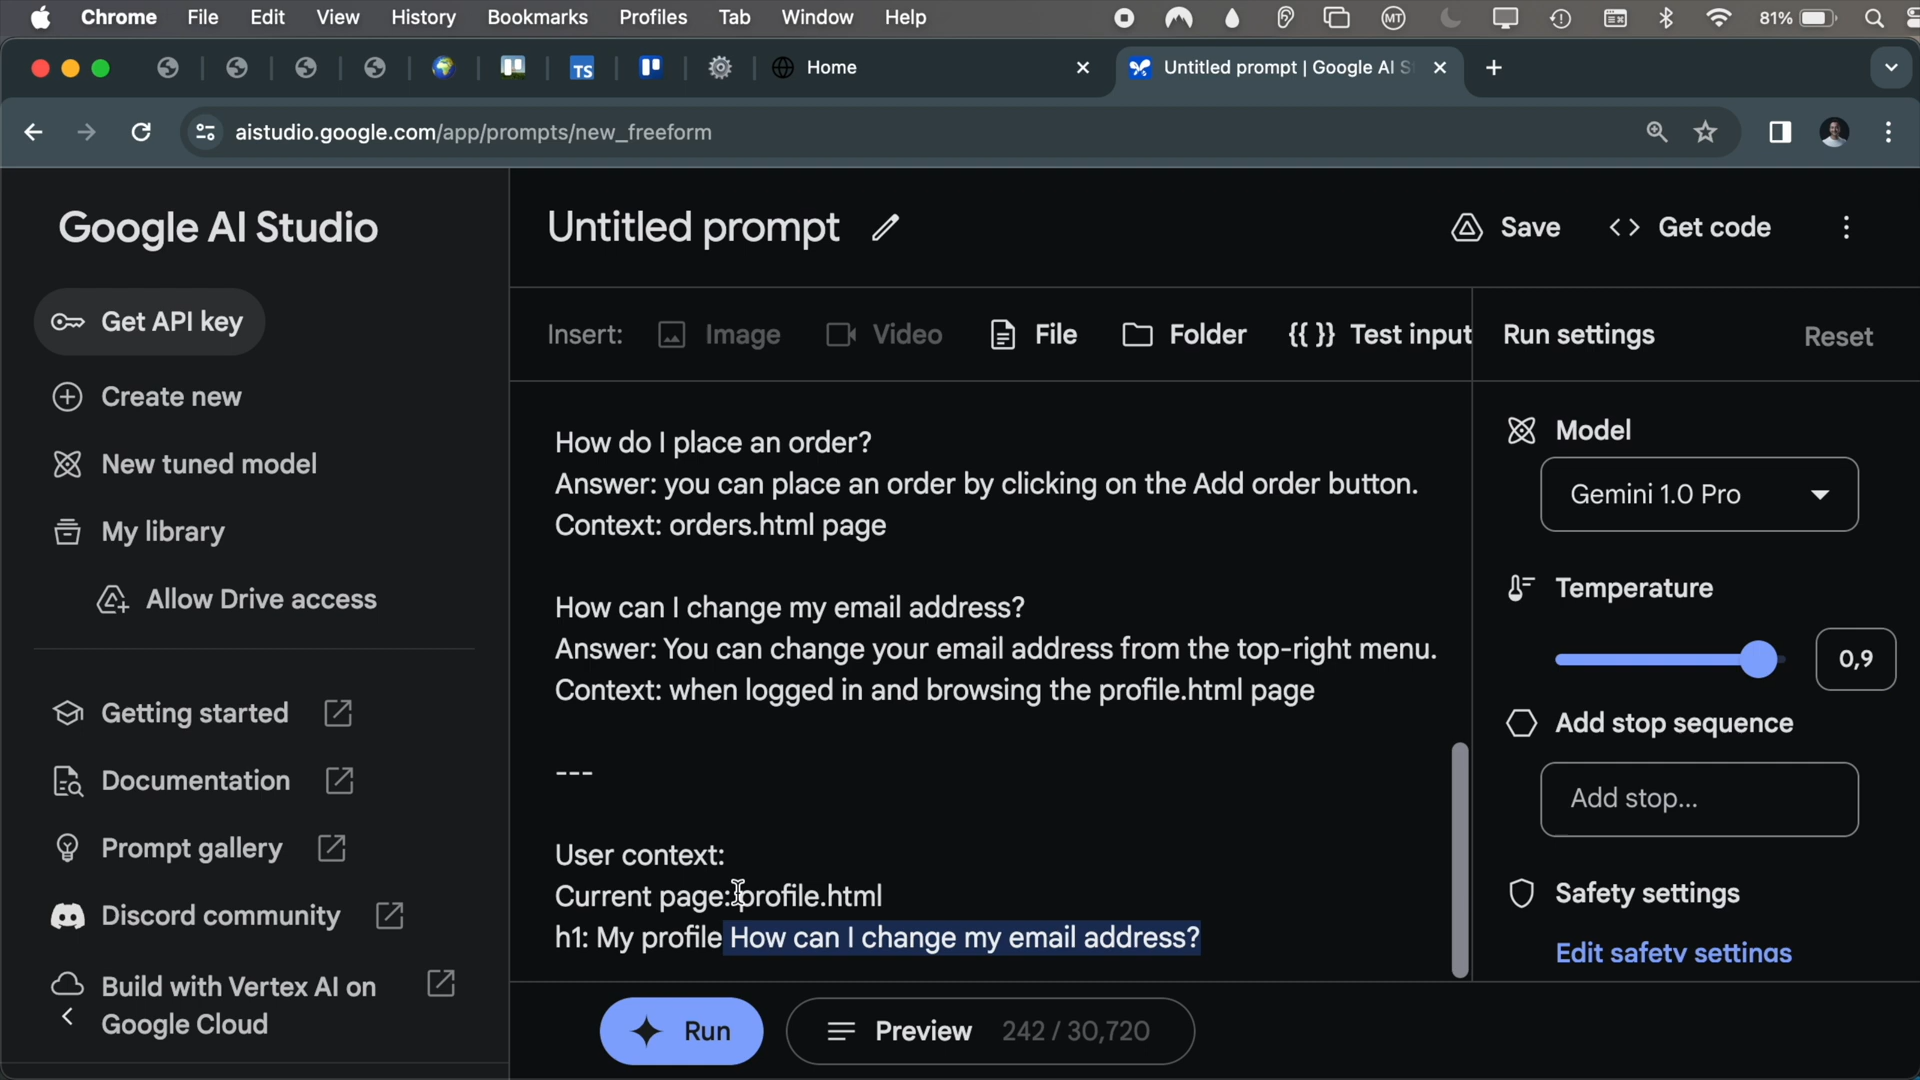 Chrome File Edit View History Bookmarks Profiles Tab Window Help MT 81%
TS Home Untitled prompt | Google AI S
aistudio.google.com/app/prompts/new_freeform
Google AI Studio
Get API key
Create new
New tuned model
My library
Allow Drive access
Getting started
Documentation
Prompt gallery
Discord community
Build with Vertex AI on
Google Cloud
Untitled prompt
Save
Get code
Insert: Image Video File Folder {{ }} Test input
How do I place an order?
Answer: you can place an order by clicking on the Add order button.
Context: orders.html page
How can I change my email address?
Answer: You can change your email address from the top-right menu.
Context: when logged in and browsing the profile.html page
---
User context:
Current page: profile.html
h1: My profile How can I change my email address?
Run
Preview 242 / 30,720
Run settings
Reset
Model
Gemini 1.0 Pro
Temperature
0,9
Add stop sequence
Add stop...
Safety settings
Edit safety settings